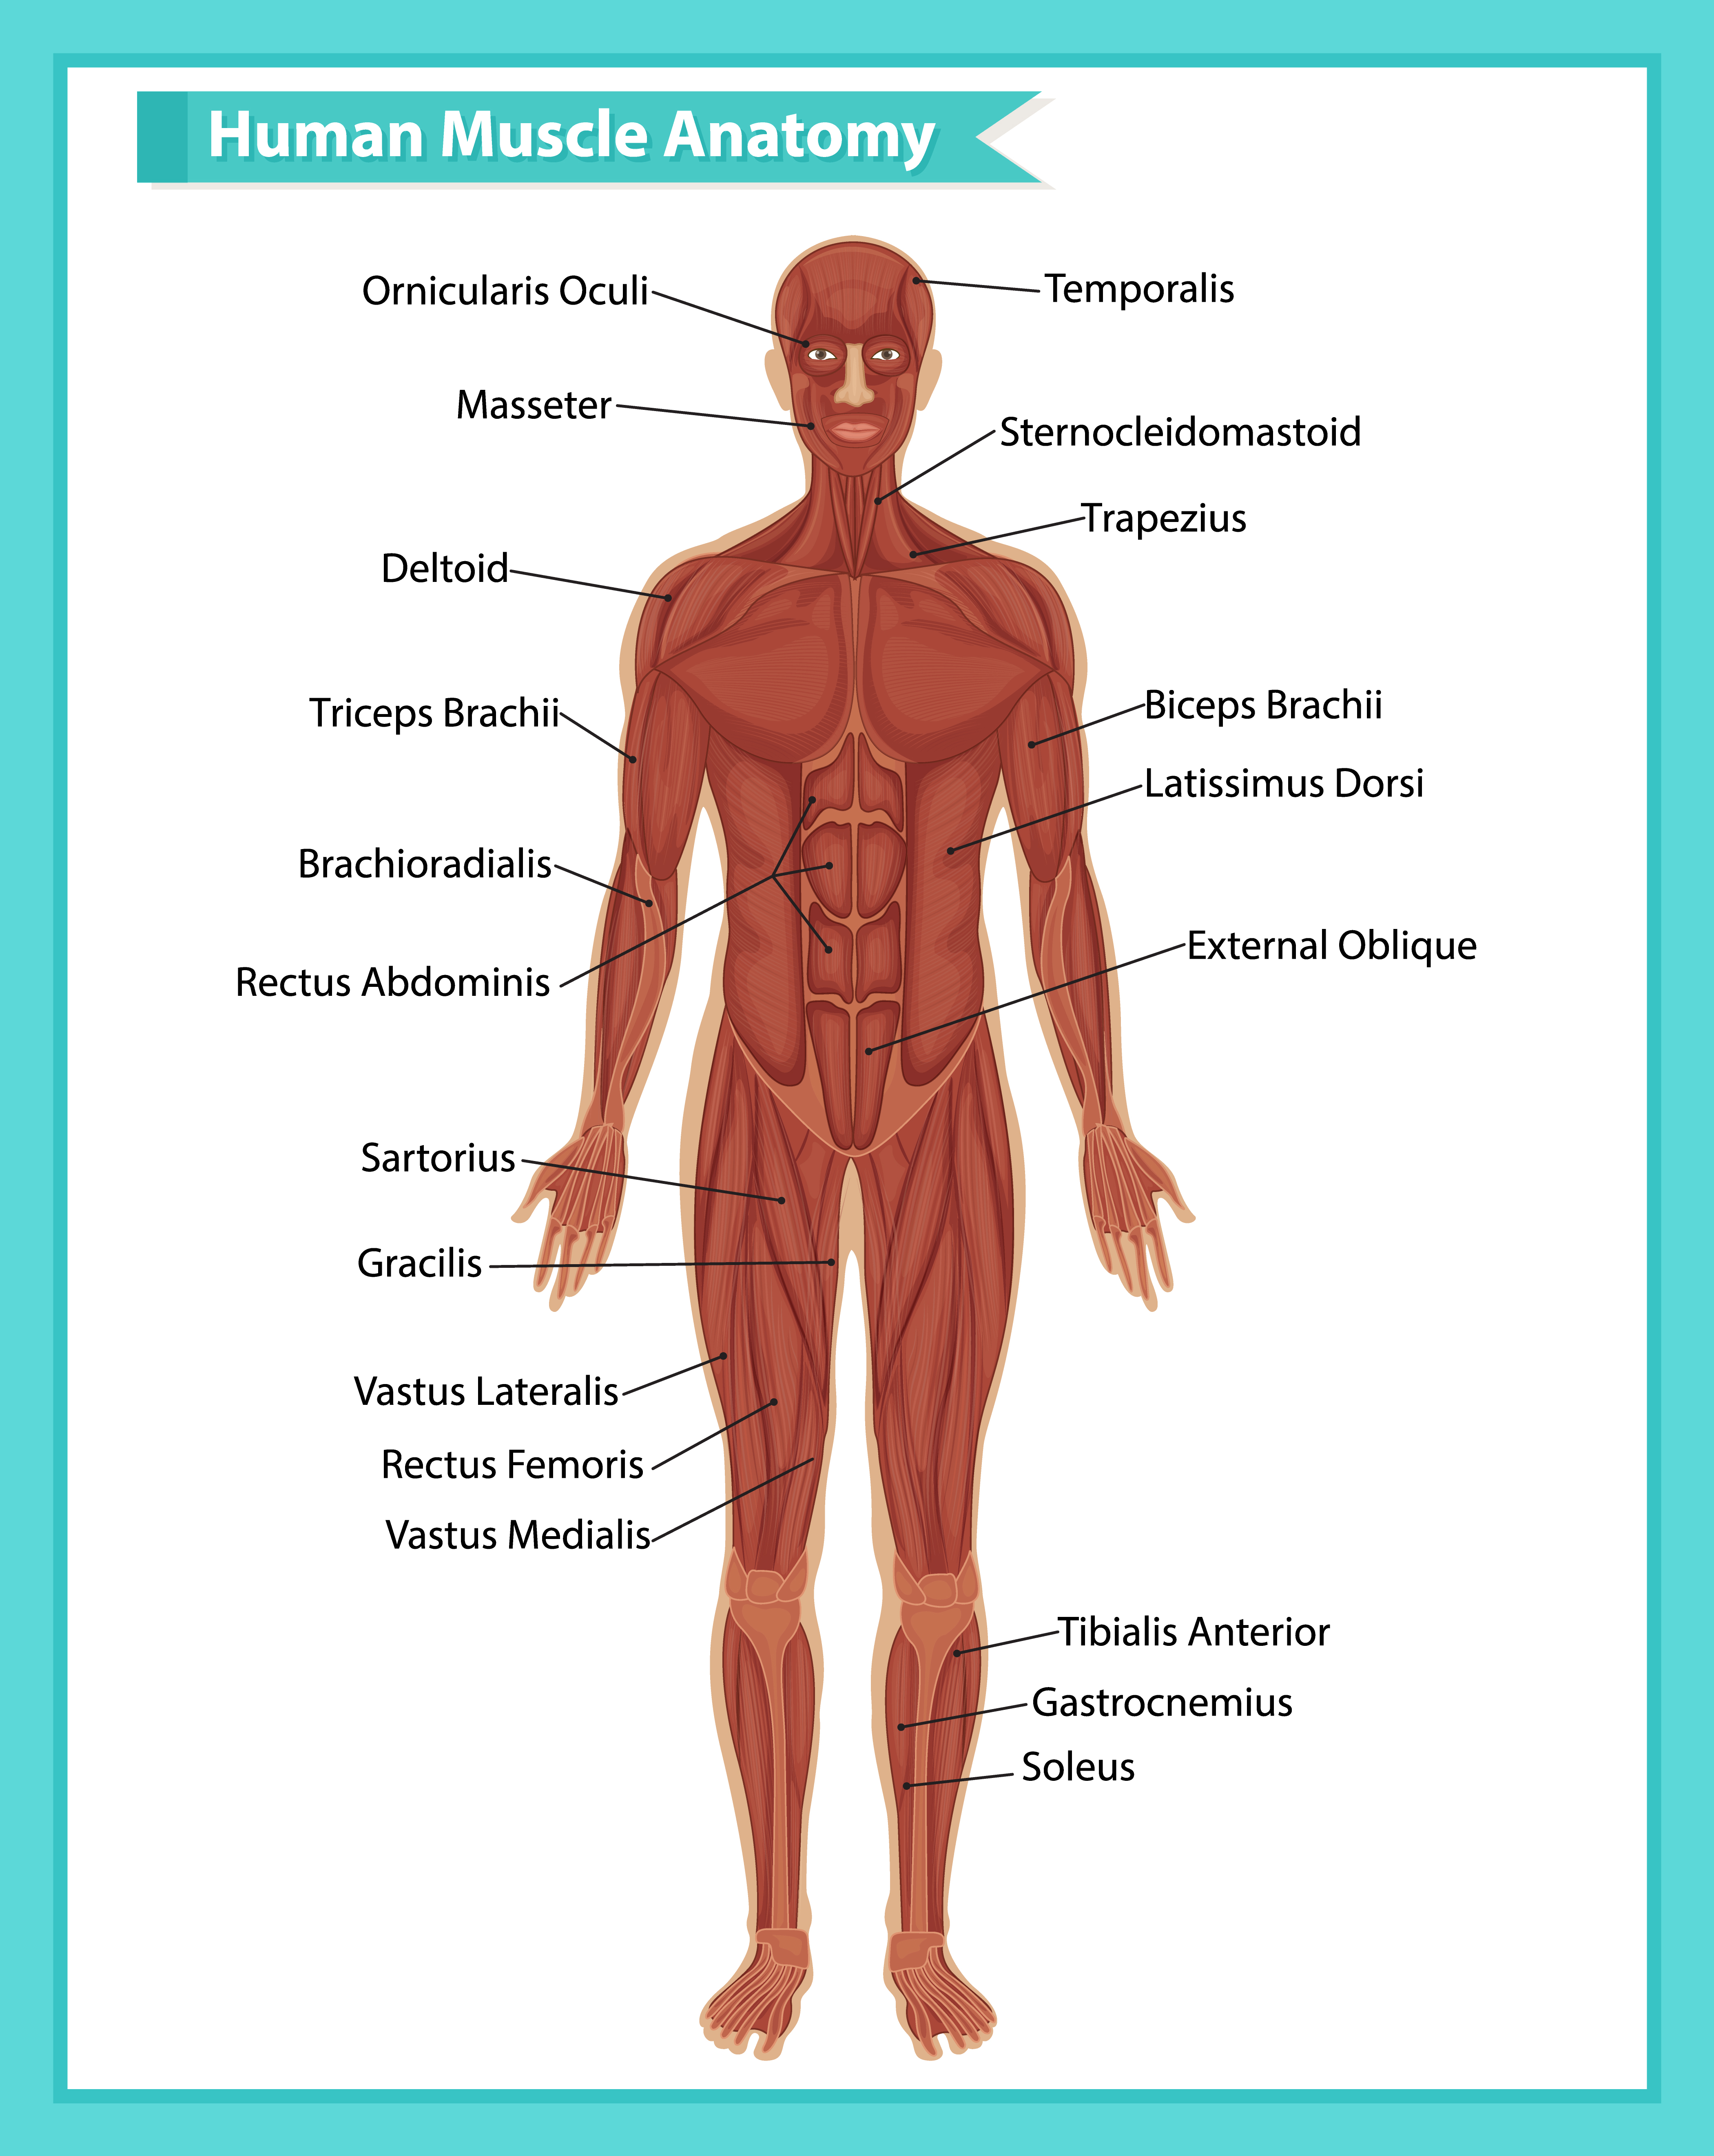 Human Muscle Anatomy
Ornicularis Oculi
Temporalis
Masseter
Sternocleidomastoid
Trapezius
Deltoid
Triceps Brachii
Biceps Brachii
Latissimus Dorsi
Brachioradialis
External Oblique
Rectus Abdominis
Sartorius
Gracilis
Vastus Lateralis
Rectus Femoris
Vastus Medialis
Tibialis Anterior
Gastrocnemius
Soleus